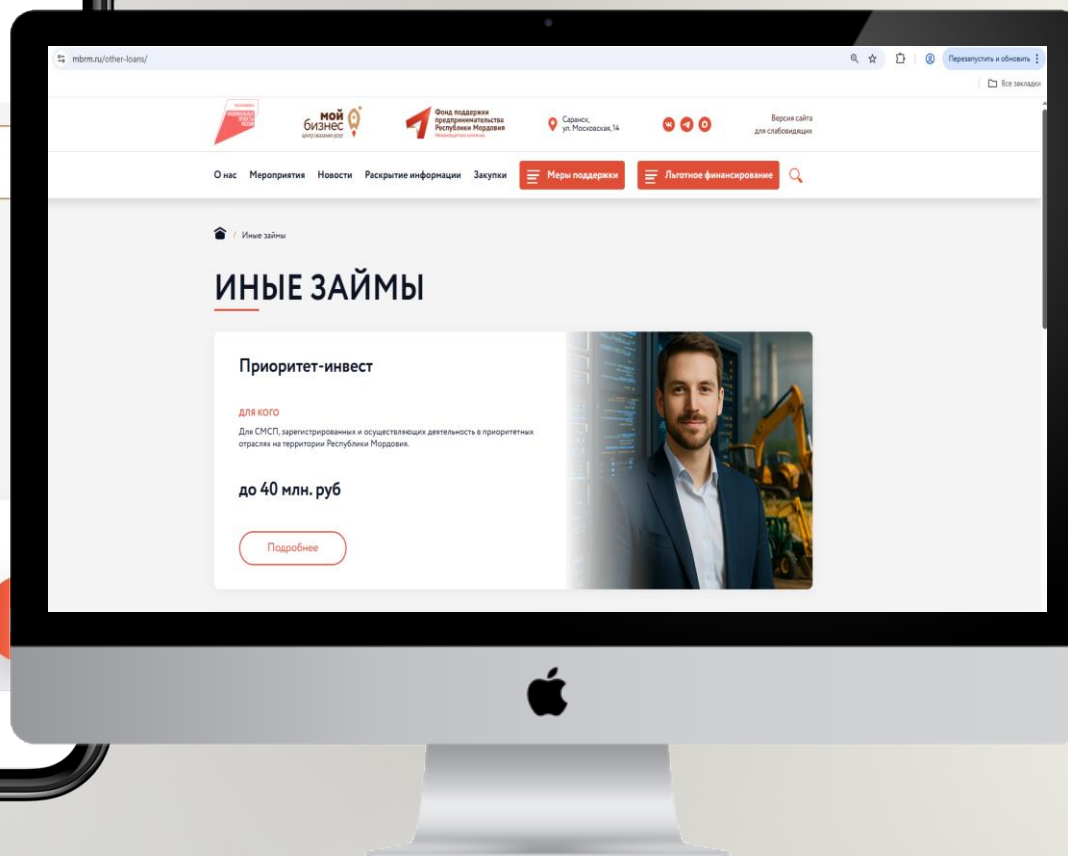 mbrm.ru/other-loans/
Перезапустить и обновить
Все закладки
МОЙ
бизнес
центр оказания услуг
Фонд поддержки
предпринимательства
Республики Мордовия
Саранск,
ул. Московская, 14
Версия сайта
для слабовидящих
О нас Мероприятия Новости Раскрытие информации Закупки Меры поддержки Льготное финансирование
/ Иные займы
ИНЫЕ ЗАЙМЫ
Приоритет-инвест
для кого
Для СМСП, зарегистрированных и осуществляющих деятельность в приоритетных
отраслях на территории Республики Мордовия.
до 40 млн. руб
Подробнее